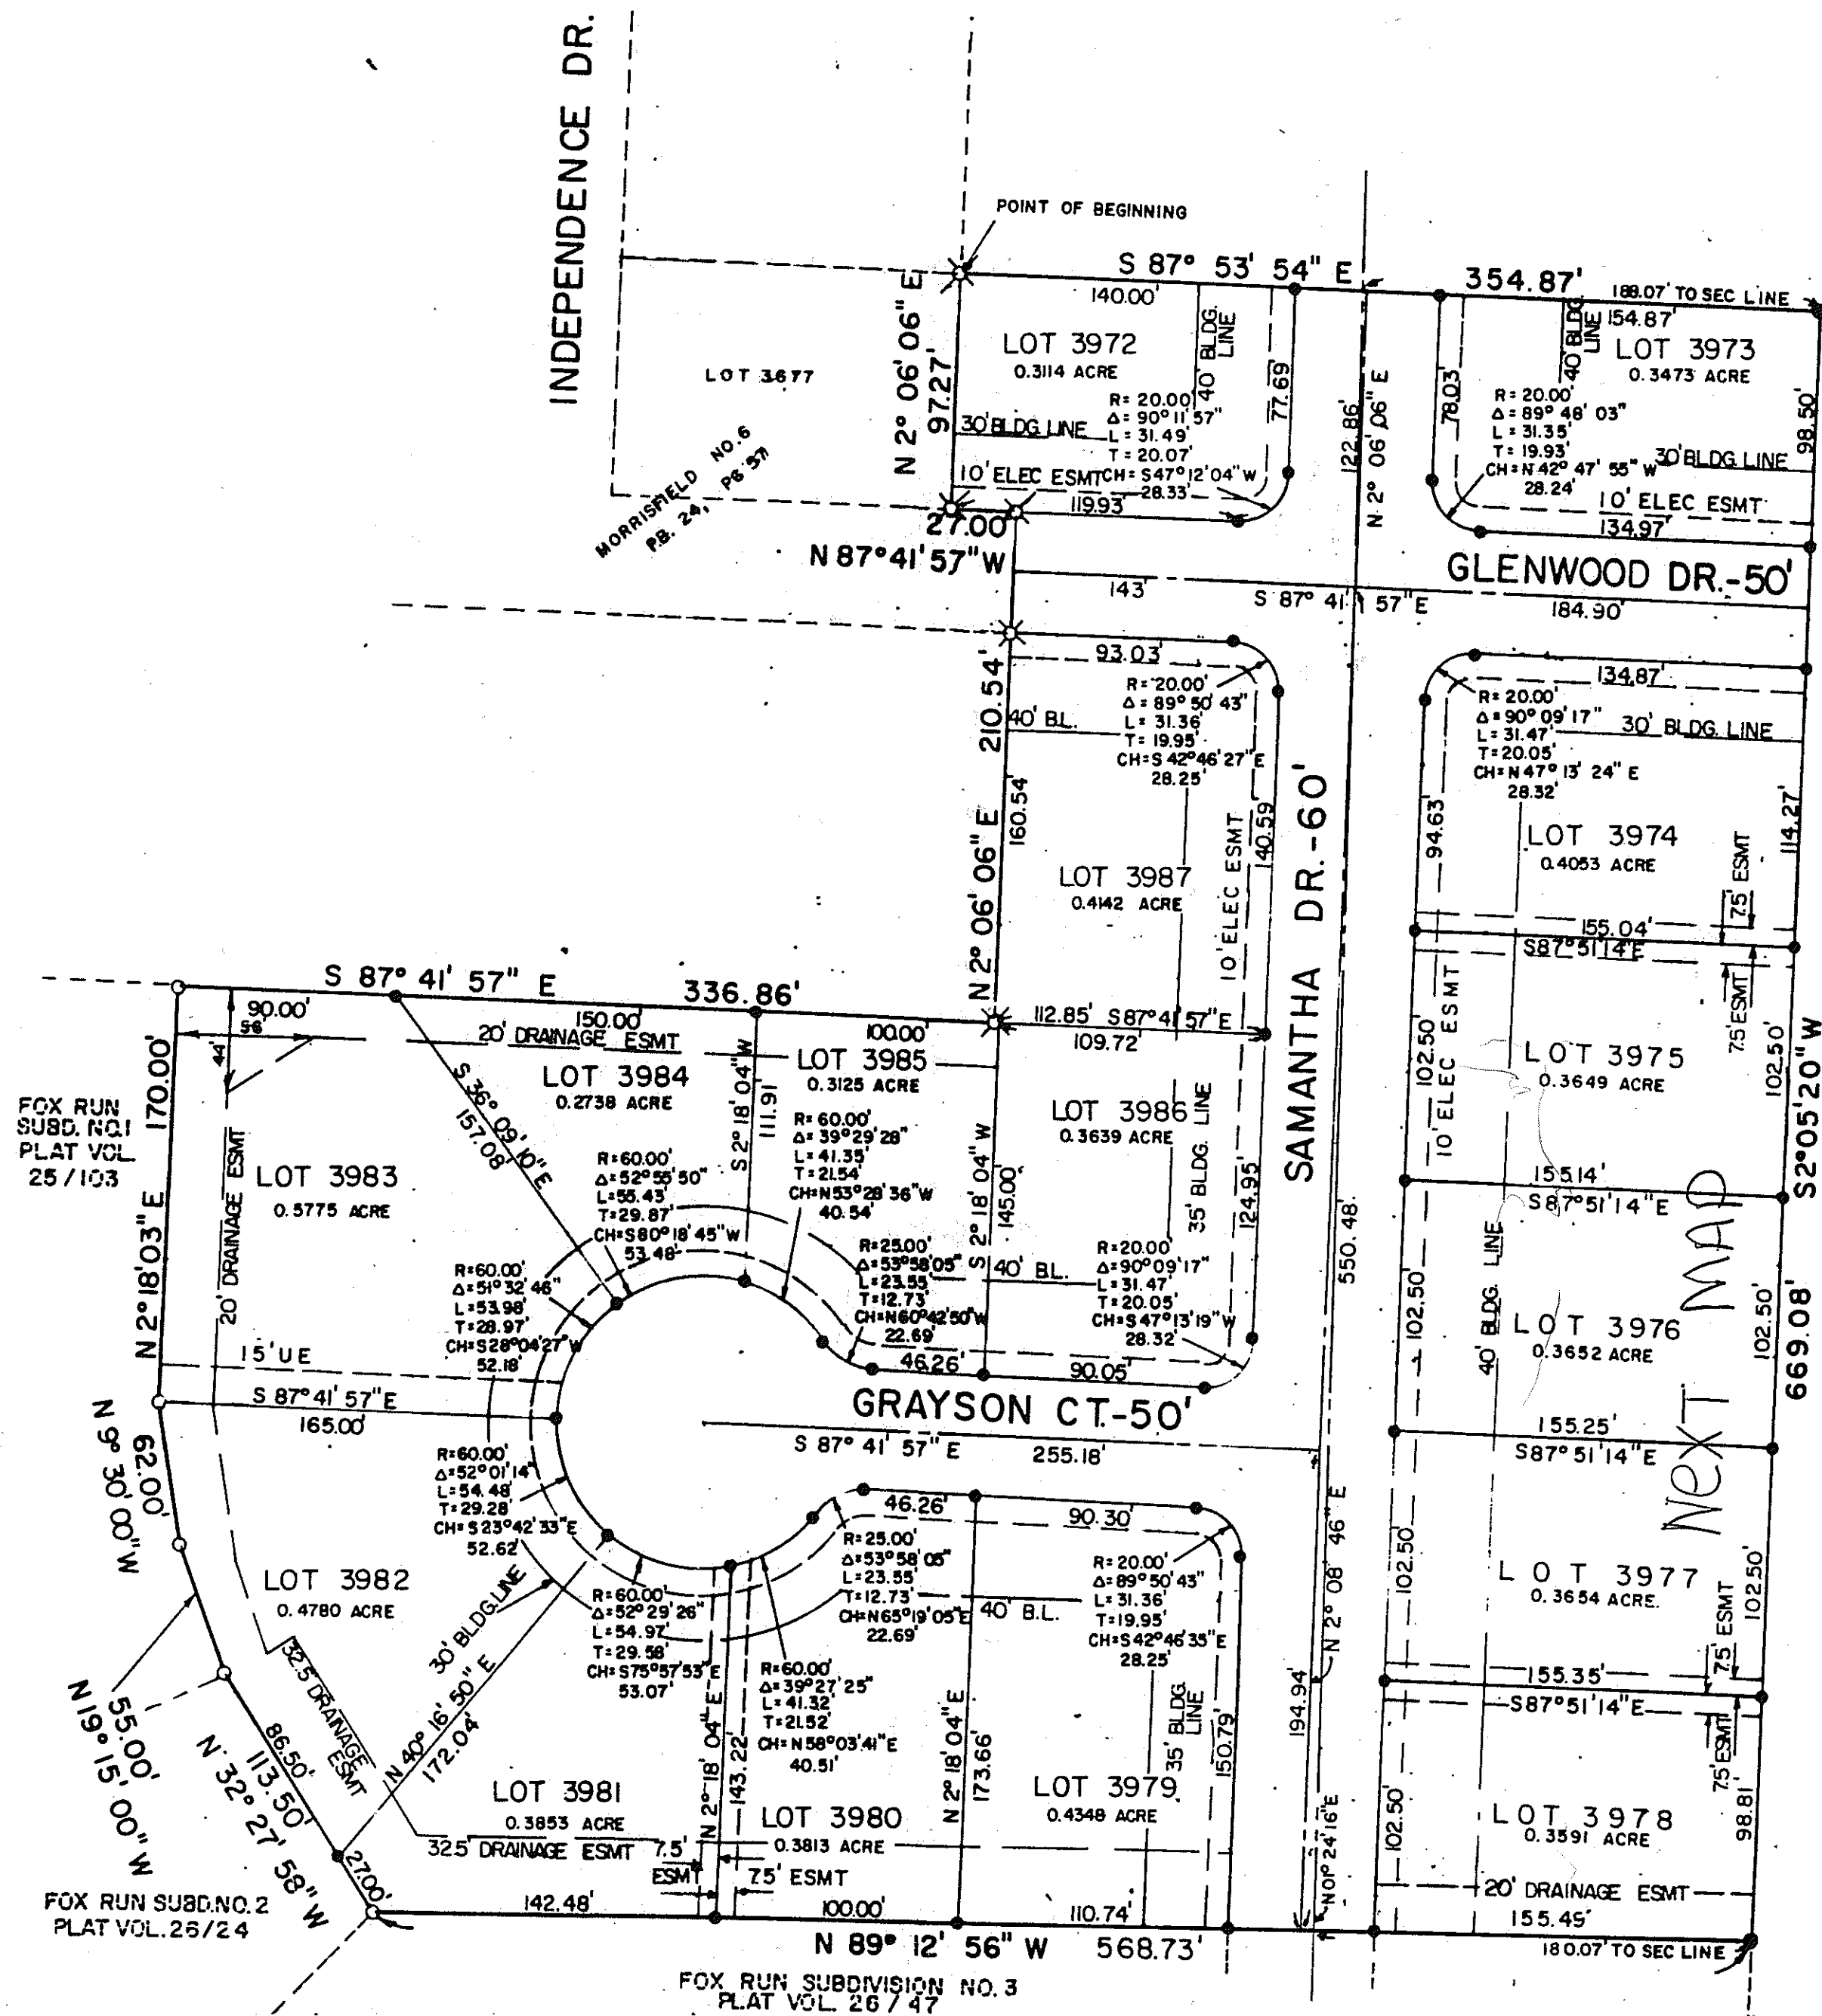 INDEPENDENCE DR.
POINT OF BEGINNING
S 87° 53' 54" E
354.87'
188.07' TO SEC LINE
140.00'
154.87'
N 2° 06' 06" E
97.27'
LOT 3972
0.3114 ACRE
40' BLDG.
LINE
77.69
122.86'
N 2° 06' 06" E
78.03'
40' BLDG.
LINE
LOT 3973
0.3473 ACRE
98.50'
LOT 3677
MORRISFIELD NO.6
P.B. 24, PG 37
R= 20.00'
Δ= 90°11'57"
L= 31.49'
T= 20.07'
CH= S47°12'04"W
28.33'
30' BLDG. LINE
10' ELEC ESMT
119.93'
R= 20.00'
Δ= 89° 48' 03"
L= 31.35'
T= 19.93'
CH= N 42° 47' 55" W
28.24'
30' BLDG LINE
10' ELEC ESMT
134.97'
27.00'
N 87°41'57"W
GLENWOOD DR.-50'
143'
S 87° 41' 57"E
184.90'
93.03'
134.87'
210.54'
N 2° 06' 06" E
160.54'
40' B.L.
R= 20.00'
Δ= 89° 50' 43"
L= 31.36'
T= 19.95'
CH= S 42°46'27"E
28.25'
R= 20.00'
Δ= 90° 09' 17"
L= 31.47'
T= 20.05'
CH= N 47° 13' 24" E
28.32'
30' BLDG. LINE
LOT 3987
0.4142 ACRE
10' ELEC ESMT
140.59'
SAMANTHA DR.-60'
94.63'
LOT 3974
0.4053 ACRE
114.27'
7.5' ESMT
155.04'
S87°51'14"E
7.5' ESMT
S 87° 41' 57" E
336.86'
90.00'
56'
44'
150.00'
20' DRAINAGE ESMT
100.00'
112.85' S87°41'57"E
109.72'
102.50'
10' ELEC ESMT
LOT 3975
0.3649 ACRE
102.50'
S2°05'20"W
170.00'
FOX RUN
SUBD. NO.1
PLAT VOL.
25/103
N 2°18'03" E
20' DRAINAGE ESMT
LOT 3983
0.5775 ACRE
S 36° 09' 10" E
157.08'
LOT 3984
0.2738 ACRE
S 2° 18' 04" W
111.91
LOT 3985
0.3125 ACRE
R= 60.00'
Δ= 39°29'28"
L= 41.35'
T= 21.54'
CH=N53°28'36"W
40.54'
R= 60.00'
Δ= 52°55'50"
L= 55.43'
T= 29.87'
CH=S80°18'45"W
53.48'
LOT 3986
0.3639 ACRE
S 2° 18' 04" W
145.00'
35' BLDG. LINE
124.95'
155.14'
S87°51'14"E
R=60.00'
Δ=51°32'46"
L=53.98'
T=28.97'
CH=S28°04'27"W
52.18'
R=25.00'
Δ=53°58'05"
L=23.55'
T=12.73'
CH=N60°42'50"W
22.69'
40' B.L.
R=20.00'
Δ=90°09'17"
L=31.47'
T=20.05'
CH=S47°13'19"W
28.32'
550.48'
102.50'
40' BLDG. LINE
LOT 3976
0.3652 ACRE
102.50'
669.08'
NEXT MAP
15' UE
S 87° 41' 57" E
165.00'
46.26'
90.05'
GRAYSON CT.-50'
S 87° 41' 57" E
255.18'
155.25'
S87°51'14"E
62.00'
N 9° 30' 00" W
R=60.00'
Δ=52°01'14"
L=54.48'
T=29.28'
CH=S23°42'33"E
52.62'
46.26'
90.30'
R=25.00'
Δ=53°58'05"
L=23.55'
T=12.73'
CH=N65°19'05"E
22.69'
40' B.L.
R=20.00'
Δ=89°50'43"
L=31.36'
T=19.95'
CH=S42°46'35"E
28.25'
N 2° 08' 46" E
102.50'
LOT 3977
0.3654 ACRE.
102.50'
7.5' ESMT
LOT 3982
0.4780 ACRE
30' BLDG. LINE
R=60.00'
Δ=52°29'26"
L=54.97'
T=29.58'
CH=S75°57'53"E
53.07'
R=60.00'
Δ=39°27'25"
L=41.32'
T=21.52'
CH=N58°03'41"E
40.51'
155.35'
S87°51'14"E
7.5' ESMT
55.00'
N 19° 15' 00" W
32.5' DRAINAGE
ESMT
86.50'
113.50'
N 32° 27' 58" W
27.00'
N 40° 16' 50" E
172.04'
N 2° 18' 04" E
143.22'
N 2° 18' 04" E
173.66'
35' BLDG.
LINE
150.79'
194.94'
LOT 3981
0.3853 ACRE
32.5' DRAINAGE ESMT
7.5'
ESMT
7.5' ESMT
LOT 3980
0.3813 ACRE
LOT 3979
0.4348 ACRE
N01°24'16"E
102.50'
LOT 3978
0.3591 ACRE
98.81'
20' DRAINAGE ESMT
FOX RUN SUBD. NO. 2
PLAT VOL. 26/24
142.48'
100.00'
110.74'
155.49'
N 89° 12' 56" W
568.73'
180.07' TO SEC LINE
FOX RUN SUBDIVISION NO. 3
PLAT VOL. 26 / 47